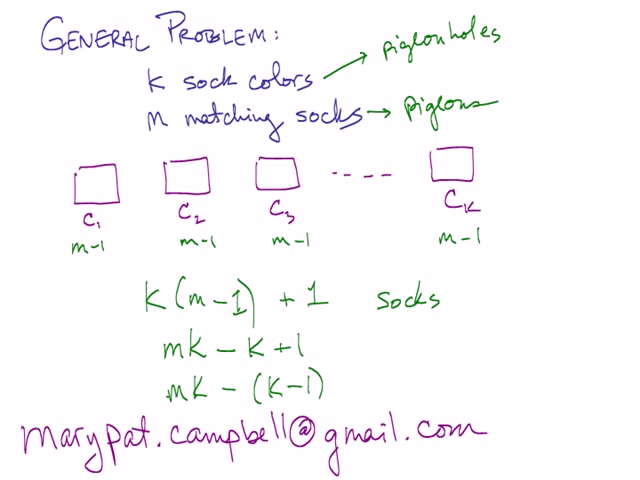 GENERAL PROBLEM:
K sock colors → pigeonholes
m matching socks → pigeons
C1 C2 C3 ---- CK
m-1 m-1 m-1 m-1
K(m-1) + 1 socks
mK - K + 1
mK - (K-1)
marypat.campbell@gmail.com